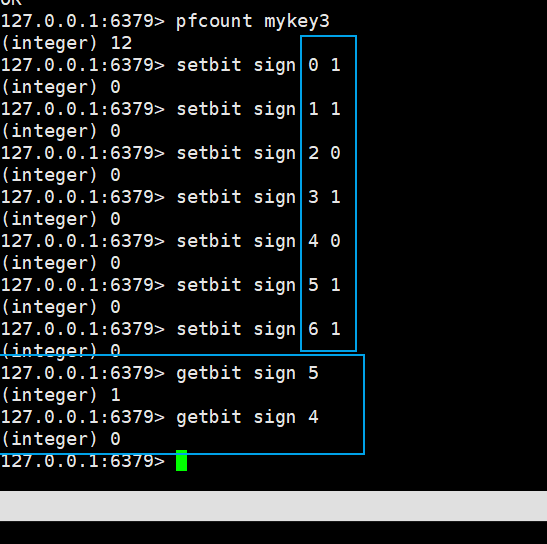 OK
127.0.0.1:6379> pfcount mykey3
(integer) 12
127.0.0.1:6379> setbit sign 0 1
(integer) 0
127.0.0.1:6379> setbit sign 1 1
(integer) 0
127.0.0.1:6379> setbit sign 2 0
(integer) 0
127.0.0.1:6379> setbit sign 3 1
(integer) 0
127.0.0.1:6379> setbit sign 4 0
(integer) 0
127.0.0.1:6379> setbit sign 5 1
(integer) 0
127.0.0.1:6379> setbit sign 6 1
(integer) 0
127.0.0.1:6379> getbit sign 5
(integer) 1
127.0.0.1:6379> getbit sign 4
(integer) 0
127.0.0.1:6379>